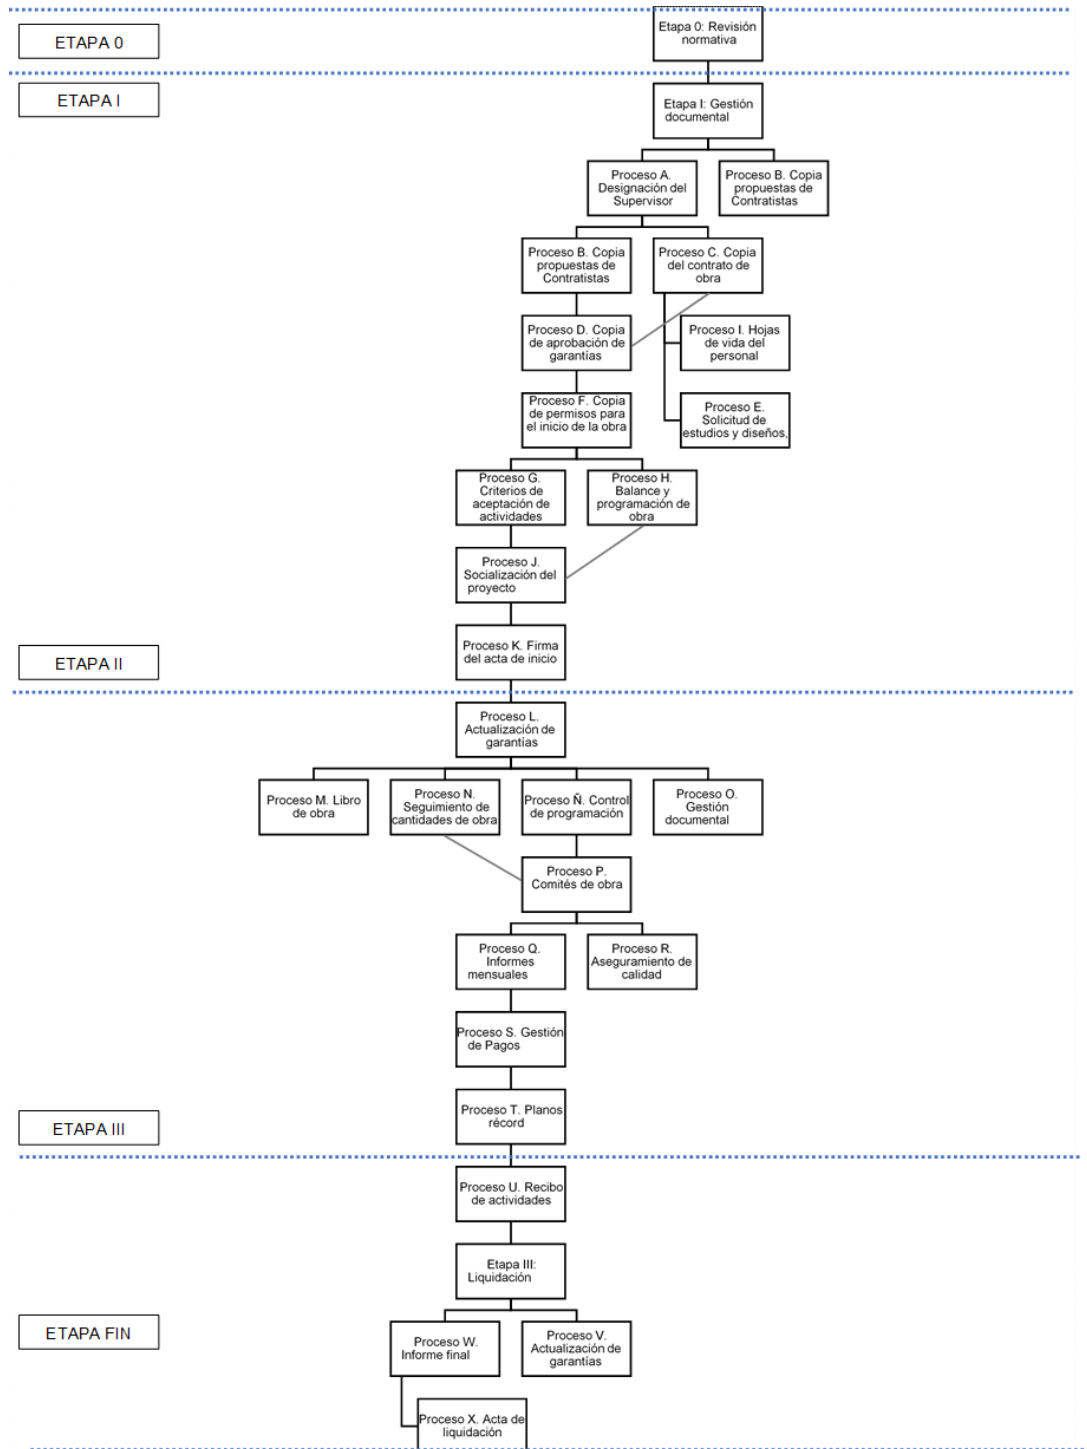 ETAPA 0
Etapa 0: Revisión
normativa
ETAPA I
Etapa I: Gestión
documental
Proceso A.
Designación del
Supervisor
Proceso B. Copia
propuestas de
Contratistas
Proceso B. Copia
propuestas de
Contratistas
Proceso C. Copia
del contrato de
obra
Proceso D. Copia
de aprobación de
garantías
Proceso I. Hojas
de vida del
personal
Proceso F. Copia
de permisos para
el inicio de la obra
Proceso E.
Solicitud de
estudios y diseños,
Proceso G.
Criterios de
aceptación de
actividades
Proceso H.
Balance y
programación de
obra
Proceso J.
Socialización del
proyecto
Proceso K. Firma
del acta de inicio
ETAPA II
Proceso L.
Actualización de
garantías
Proceso M. Libro
de obra
Proceso N.
Seguimiento de
cantidades de obra
Proceso Ñ. Control
de programación
Proceso O.
Gestión
documental
Proceso P.
Comités de obra
Proceso Q.
Informes
mensuales
Proceso R.
Aseguramiento de
calidad
Proceso S. Gestión
de Pagos
Proceso T. Planos
récord
ETAPA III
Proceso U. Recibo
de actividades
Etapa III:
Liquidación
ETAPA FIN
Proceso W.
Informe final
Proceso V.
Actualización de
garantías
Proceso X. Acta de
liquidación